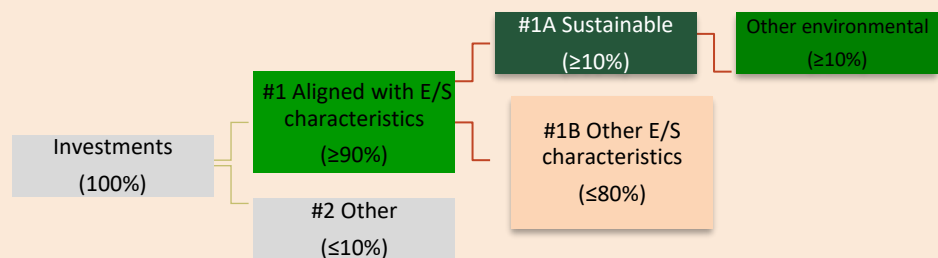 Investments
(100%)
#1 Aligned with E/S
characteristics
(≥90%)
#2 Other
(≤10%)
#1A Sustainable
(≥10%)
#1B Other E/S
characteristics
(≤80%)
Other environmental
(≥10%)